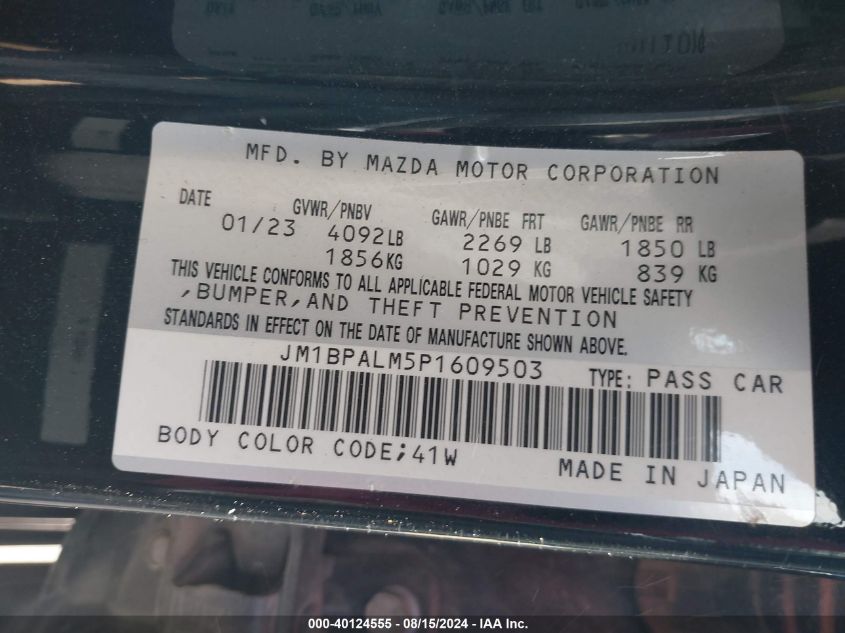 MFD. BY MAZDA MOTOR CORPORATION
DATE GVWR/PNBV GAWR/PNBE FRT GAWR/PNBE RR
01/23 4092LB 2269 LB 1850 LB
1856KG 1029 KG 839 KG
THIS VEHICLE CONFORMS TO ALL APPLICABLE FEDERAL MOTOR VEHICLE SAFETY
,BUMPER,AND THEFT PREVENTION
STANDARDS IN EFFECT ON THE DATE OF MANUFACTURE SHOWN ABOVE.
JM1BPALM5P1609503 TYPE: PASS CAR
BODY COLOR CODE;41W
MADE IN JAPAN
000-40124555 - 08/15/2024 - IAA Inc.